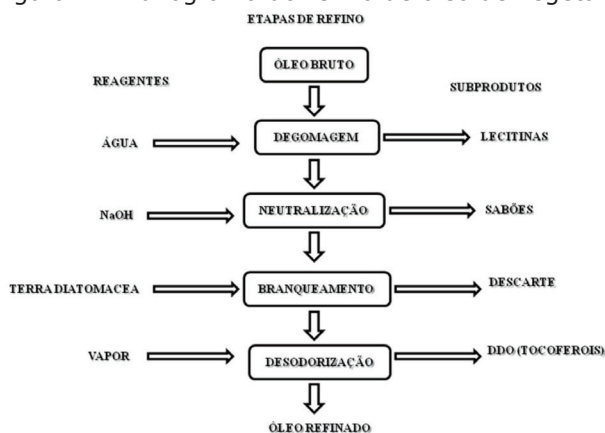 ETAPAS DE REFINO
ÓLEO BRUTO
REAGENTES
SUBPRODUTOS
ÁGUA
DEGOMAGEM
LECITINAS
NaOH
NEUTRALIZAÇÃO
SABÕES
TERRA DIATOMACEA
BRANQUEAMENTO
DESCARTE
VAPOR
DESODORIZAÇÃO
DDO (TOCOFEROIS)
ÓLEO REFINADO